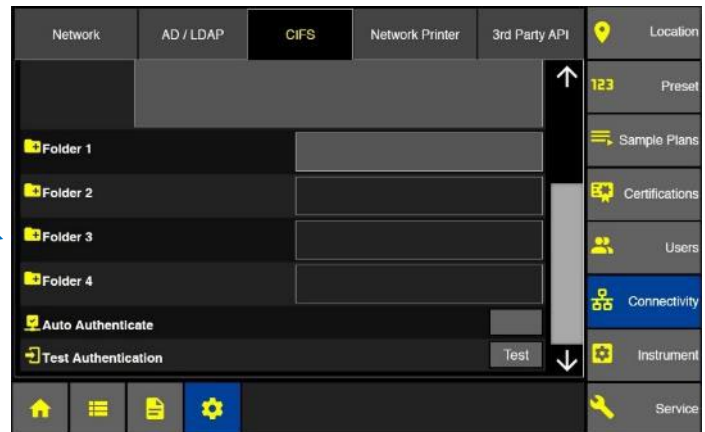 Network AD / LDAP CIFS Network Printer 3rd Party API
Folder 1
Folder 2
Folder 3
Folder 4
Auto Authenticate
Test Authentication Test
Location
123 Preset
Sample Plans
Certifications
Users
Connectivity
Instrument
Service